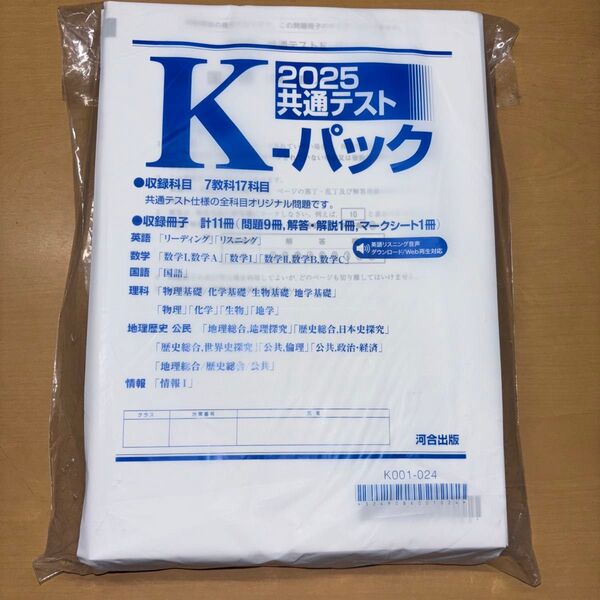 2025
共通テスト
K-パック
●収録科目 7教科17科目
共通テスト仕様の全科目オリジナル問題です。
●収録冊子 計11冊(問題9冊,解答・解説1冊,マークシート1冊)
英語 「リーディング」「リスニング」
英語リスニング音声
ダウンロード/Web再生対応
数学 「数学I,数学A」「数学I」「数学II,数学B,数学C」
国語 「国語」
理科 「物理基礎 化学基礎 生物基礎 地学基礎」
「物理」「化学」「生物」「地学」
地理歴史 公民 「地理総合,地理探究」「歴史総合,日本史探究」
「歴史総合,世界史探究」「公共,倫理」「公共,政治・経済」
「地理総合 歴史総合 公共」
情報 「情報I」
クラス 出席番号 氏名
河合出版
K001-024